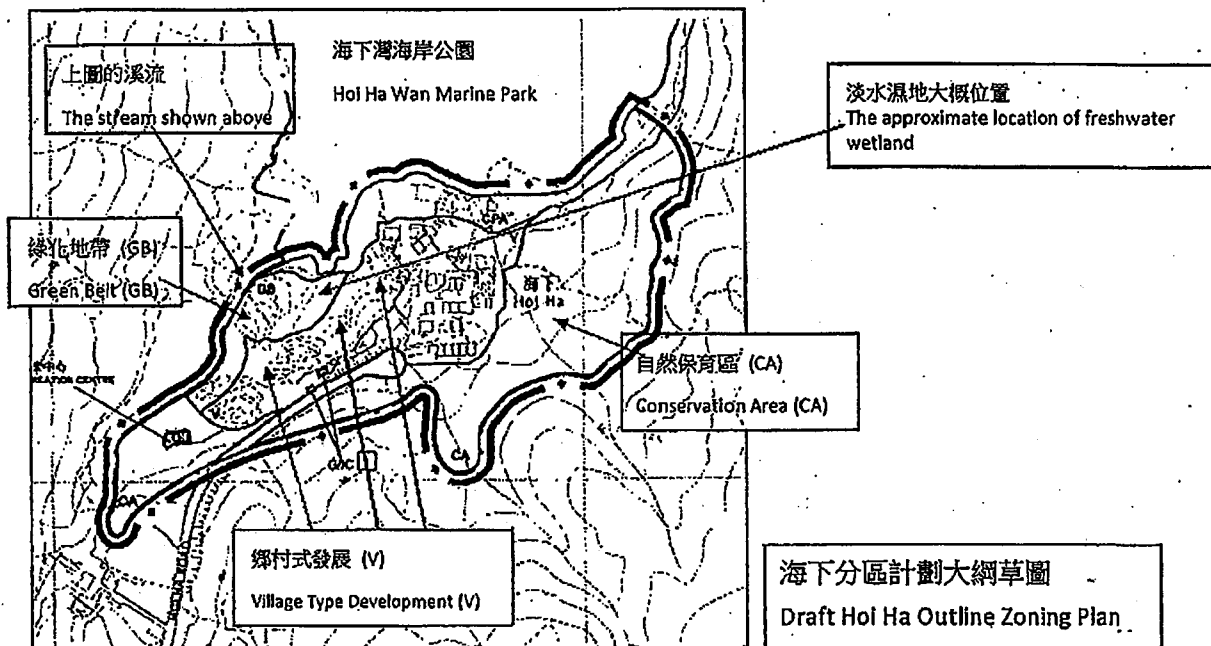 海下灣海岸公園
Hoi Ha Wan Marine Park
上圖的溪流
The stream shown above
淡水濕地大概位置
The approximate location of freshwater
wetland
綠化地帶 (GB)
Green Belt (GB)
GB
CPA
海下
Hoi Ha
自然保育區 (CA)
Conservation Area (CA)
V
CA
G/IC
CA
鄉村式發展 (V)
Village Type Development (V)
海下分區計劃大綱草圖
Draft Hoi Ha Outline Zoning Plan